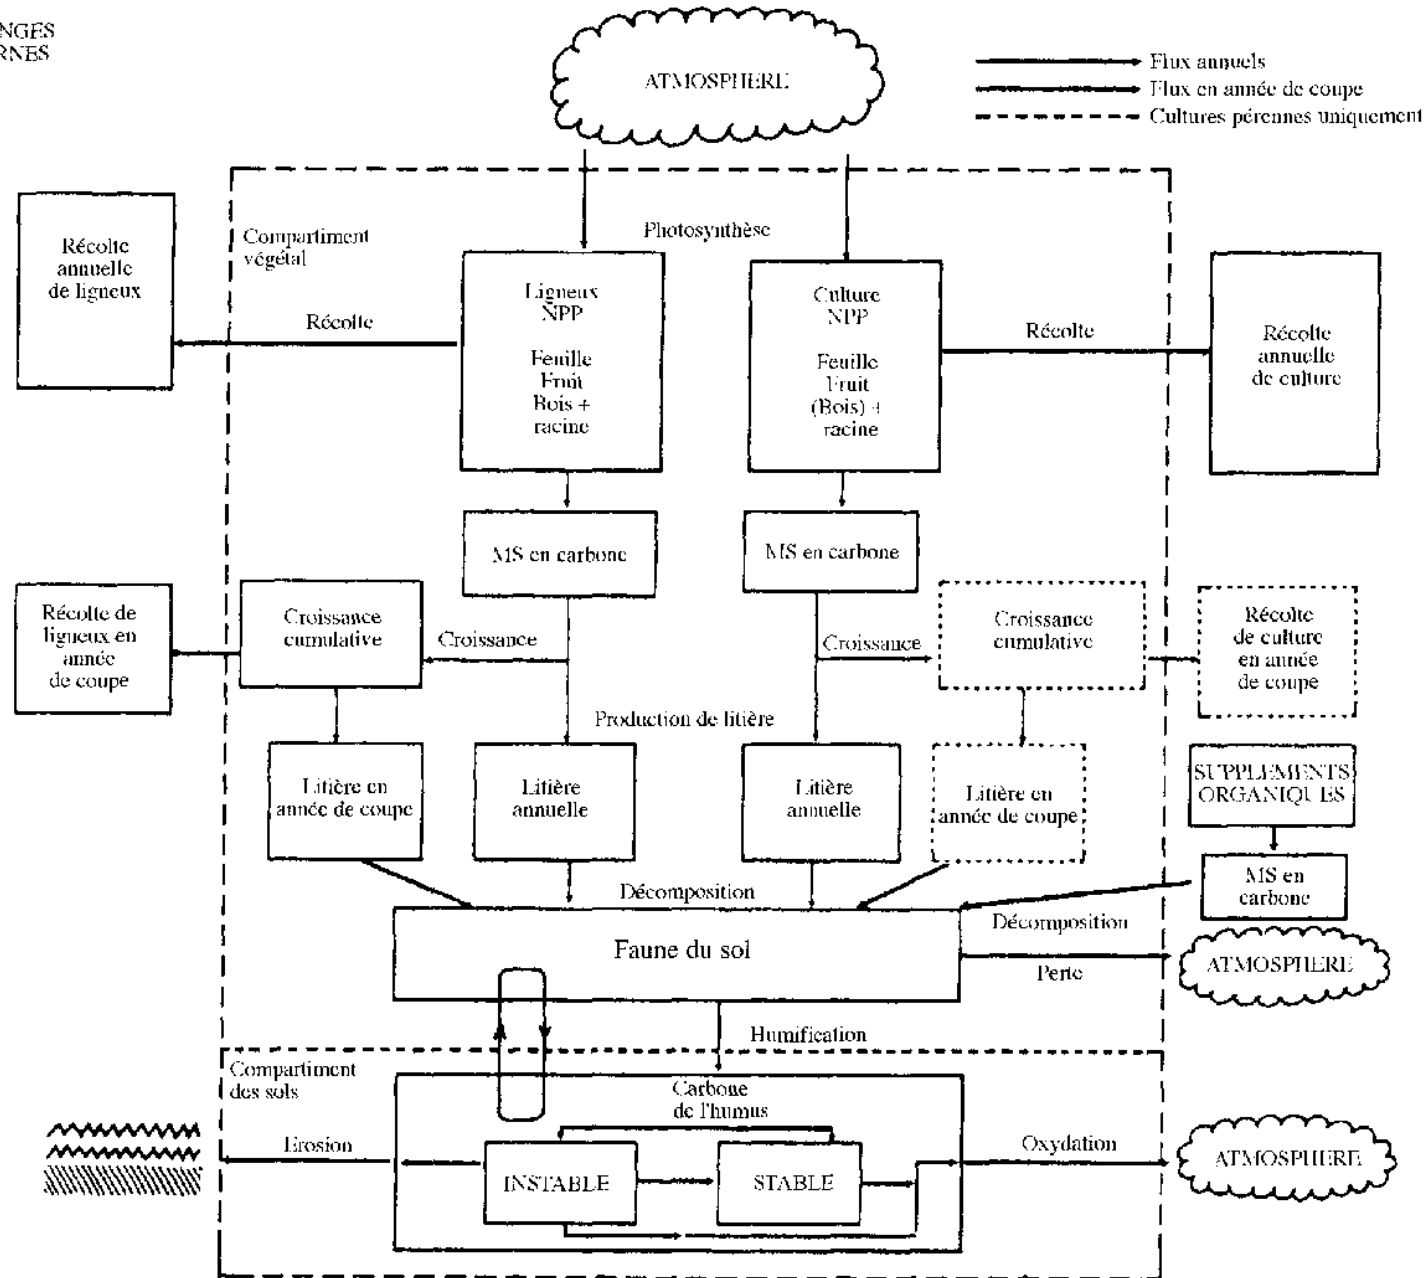 NGES
RNES
ATMOSPHERE
Flux annuels
Flux en année de coupe
Cultures pérennes uniquement
Récolte
annuelle
de ligneux
Compartiment
végétal
Photosynthèse
Ligneux
NPP
Feuille
Fruit
Bois +
racine
Culture
NPP
Feuille
Fruit
(Bois) +
racine
Récolte
Récolte
Récolte
annuelle
de culture
MS en carbone
MS en carbone
Récolte de
ligneux en
année
de coupe
Croissance
cumulative
Croissance
Croissance
Croissance
cumulative
Récolte
de culture
en année
de coupe
Production de litière
Litière en
année de coupe
Litière
annuelle
Litière
annuelle
Litière en
année de coupe
SUPPLEMENTS
ORGANIQUES
MS en
carbone
Décomposition
Décomposition
Faune du sol
Perte
ATMOSPHERE
Humification
Compartiment
des sols
Carbone
de l'humus
Erosion
INSTABLE
STABLE
Oxydation
ATMOSPHERE